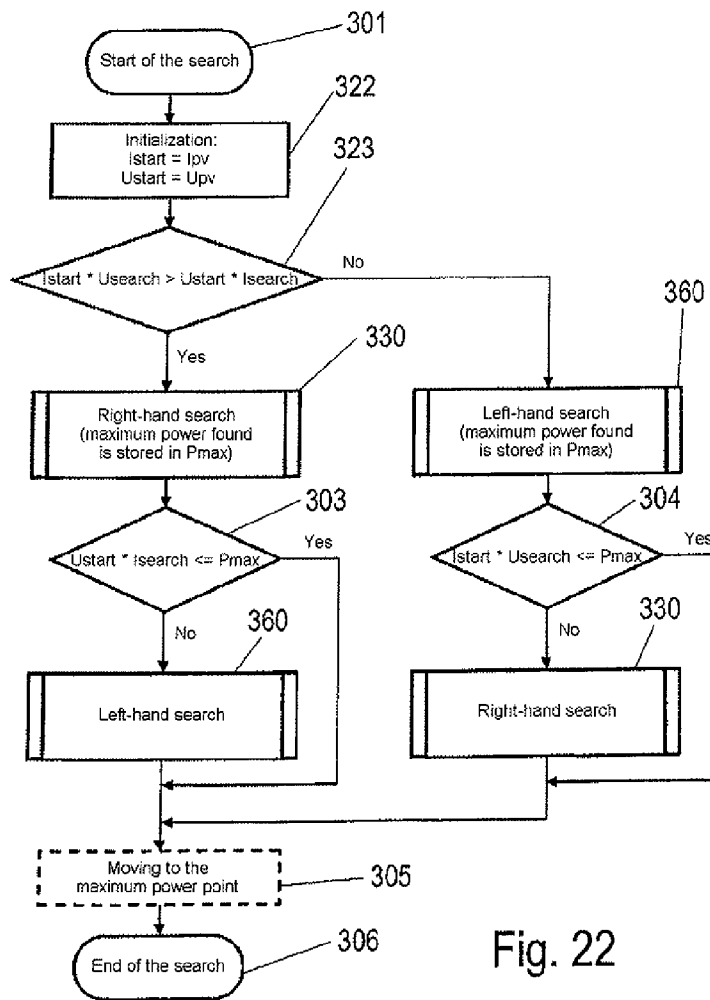 301
Start of the search
322
Initialization:
Istart = Ipv
Ustart = Upv
323
Istart * Usearch > Ustart * Isearch
No
Yes
330
Right-hand search
(maximum power found
is stored in Pmax)
360
Left-hand search
(maximum power found
is stored in Pmax)
303
Ustart * Isearch <= Pmax
Yes
No
304
Istart * Usearch <= Pmax
Yes
No
360
Left-hand search
330
Right-hand search
Moving to the
maximum power point
305
End of the search
306
Fig. 22